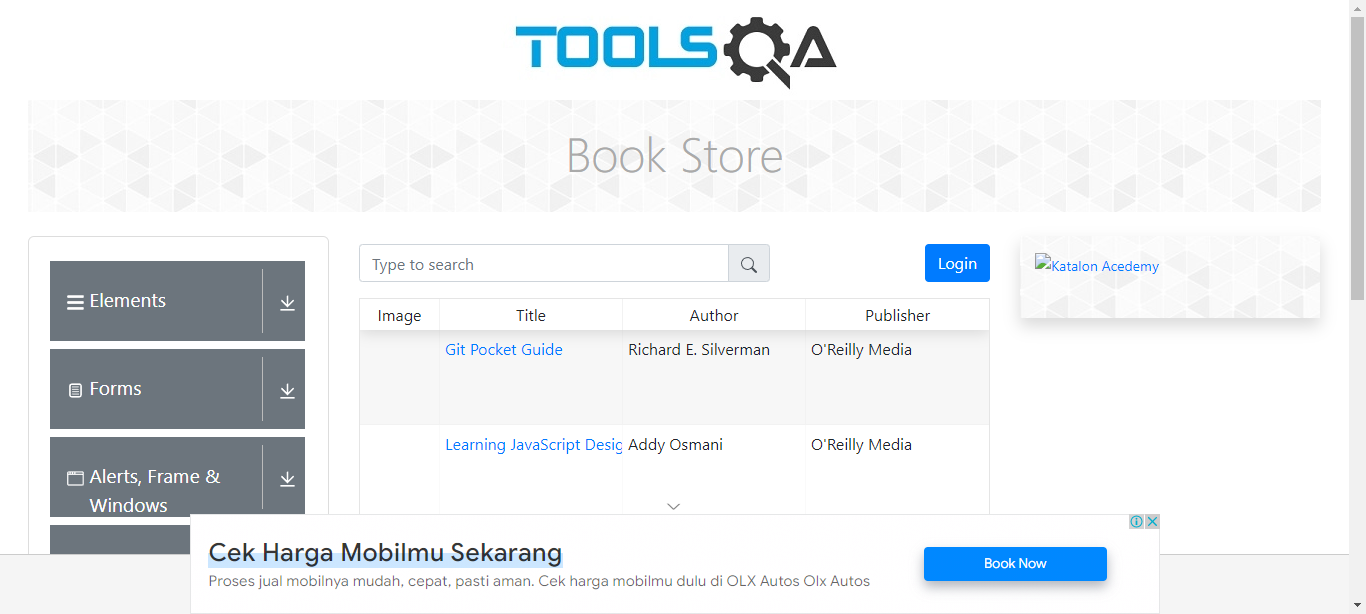 TOOLSQA
Book Store
Elements
Forms
Alerts, Frame &
Windows
Type to search
Login
Image Title Author Publisher
Git Pocket Guide Richard E. Silverman O'Reilly Media
Learning JavaScript Desig Addy Osmani O'Reilly Media
Katalon Acedemy
Cek Harga Mobilmu Sekarang
Proses jual mobilnya mudah, cepat, pasti aman. Cek harga mobilmu dulu di OLX Autos Olx Autos
Book Now